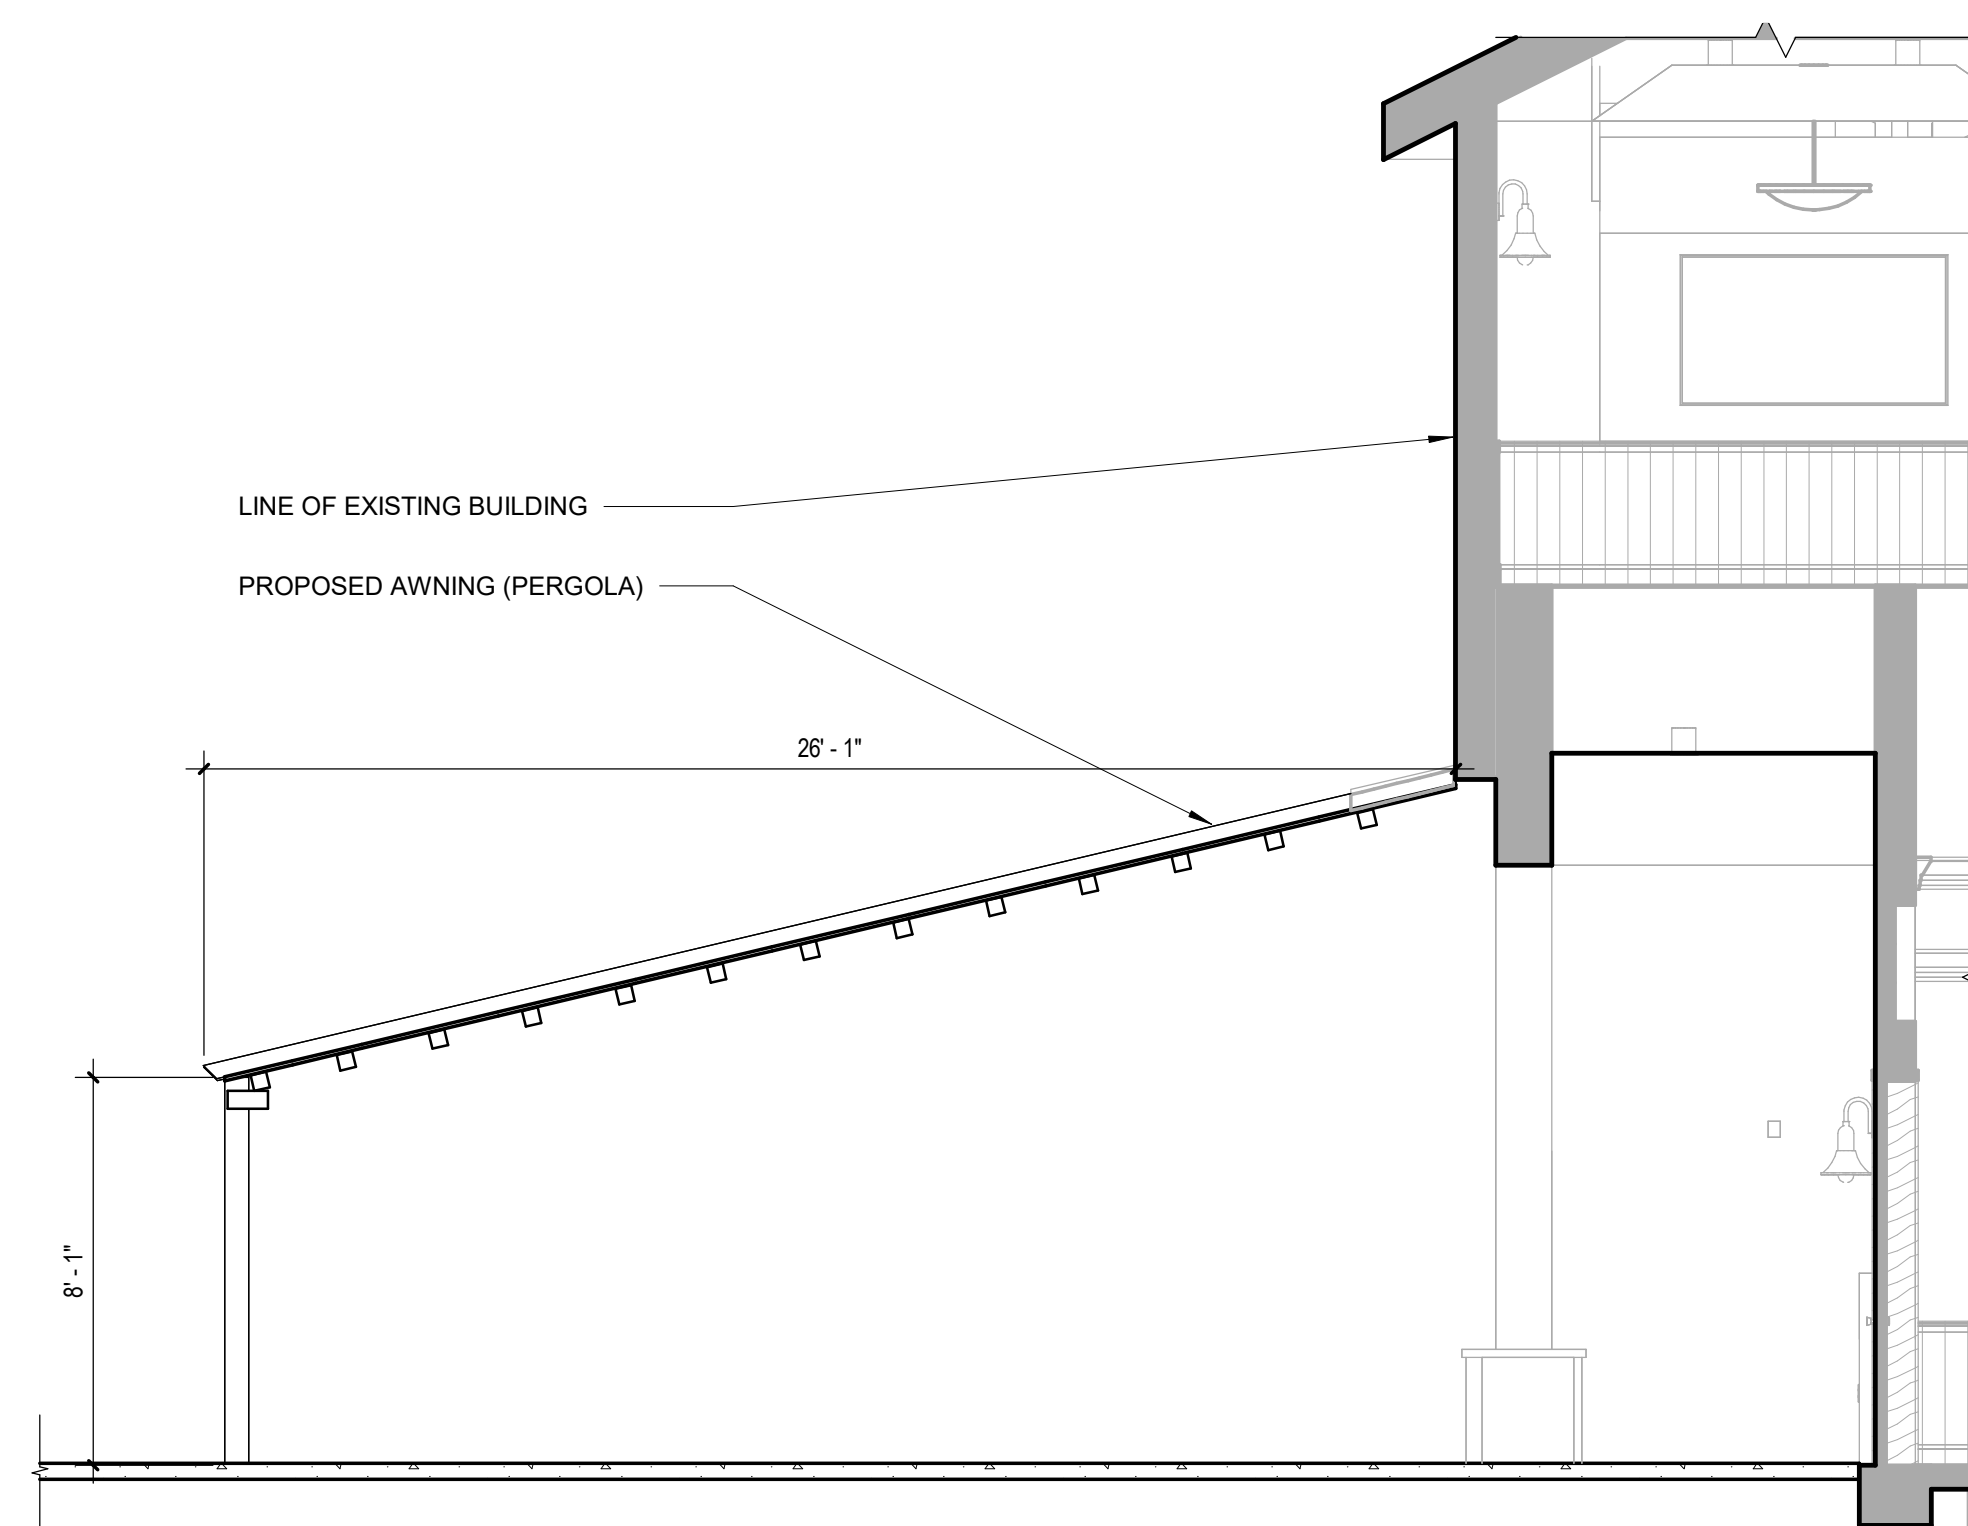 LINE OF EXISTING BUILDING
PROPOSED AWNING (PERGOLA)
26' - 1"
8' - 1"